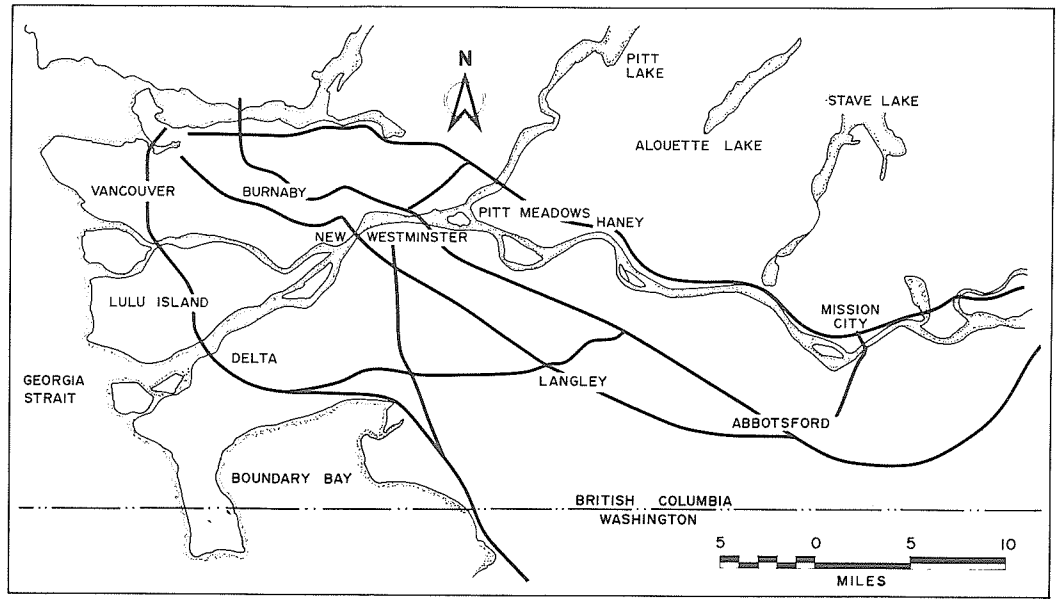 N
PITT
LAKE
STAVE LAKE
ALOUETTE LAKE
VANCOUVER
BURNABY
PITT MEADOWS
HANEY
NEW WESTMINSTER
LULU ISLAND
MISSION
CITY
DELTA
GEORGIA
STRAIT
LANGLEY
ABBOTSFORD
BOUNDARY BAY
BRITISH COLUMBIA
WASHINGTON
5 0 5 10
MILES